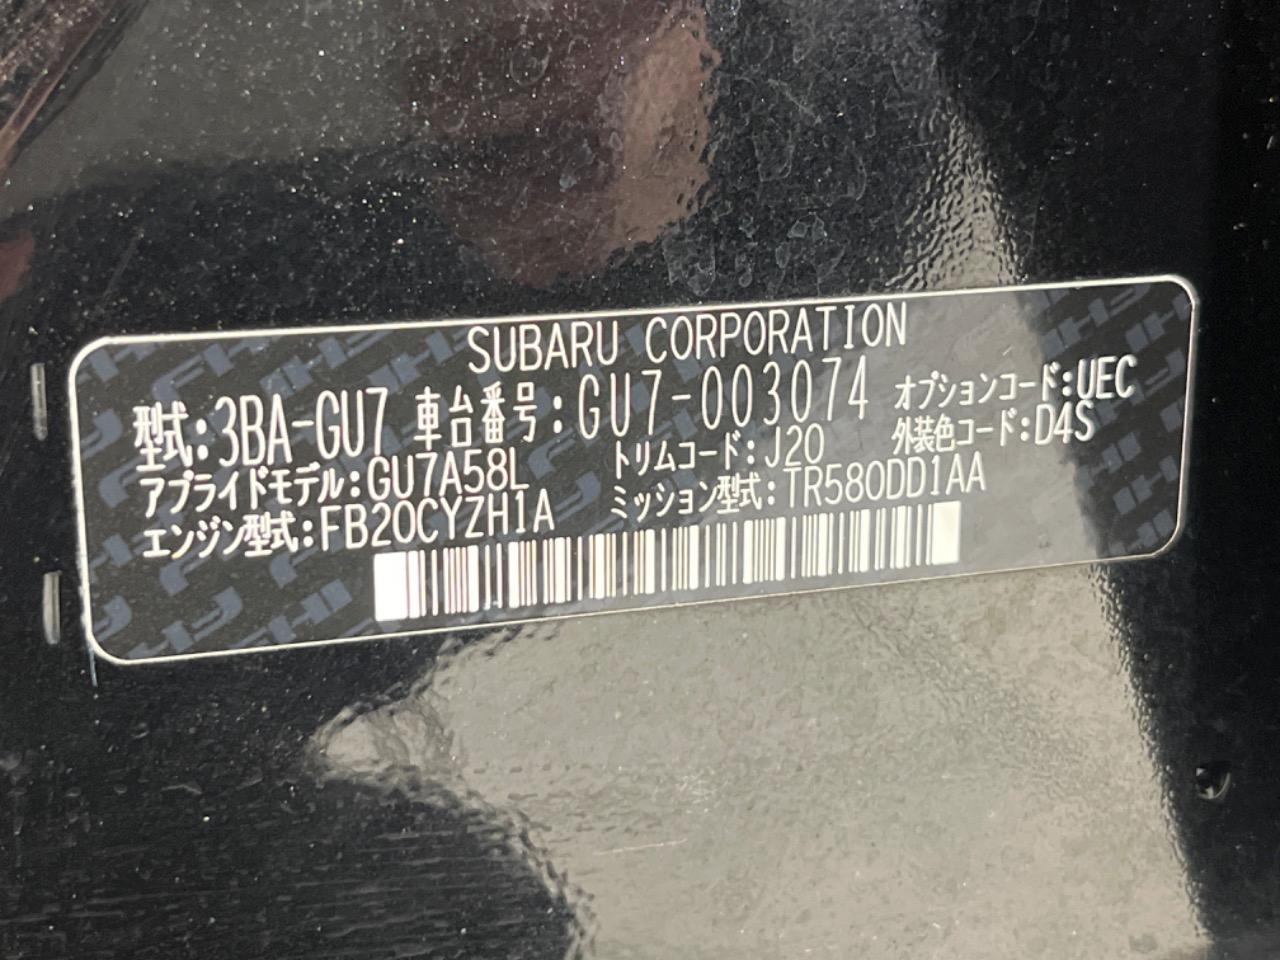 SUBARU CORPORATION
型式:3BA-GU7 車台番号:GU7-003074 オプションコード:UEC
アプライドモデル:GU7A58L トリムコード:J20 外装色コード:D4S
エンジン型式:FB20CYZH1A ミッション型式:TR580DD1AA